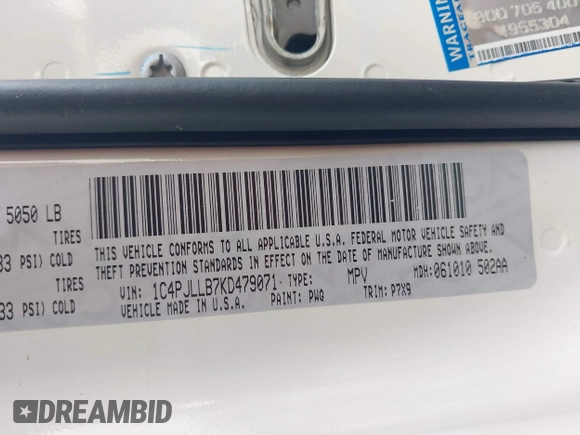 WARNING
TRACEAB
800 705 400
955304
5050 LB
TIRES
33 PSI) COLD
TIRES
33 PSI) COLD
THIS VEHICLE CONFORMS TO ALL APPLICABLE U.S.A. FEDERAL MOTOR VEHICLE SAFETY AND
THEFT PREVENTION STANDARDS IN EFFECT ON THE DATE OF MANUFACTURE SHOWN ABOVE.
VIN: 1C4PJLLB7KD479071 TYPE: MPV MDH:061010 502AA
VEHICLE MADE IN U.S.A. PAINT: PWQ TRIM: P7X9
DREAMBID